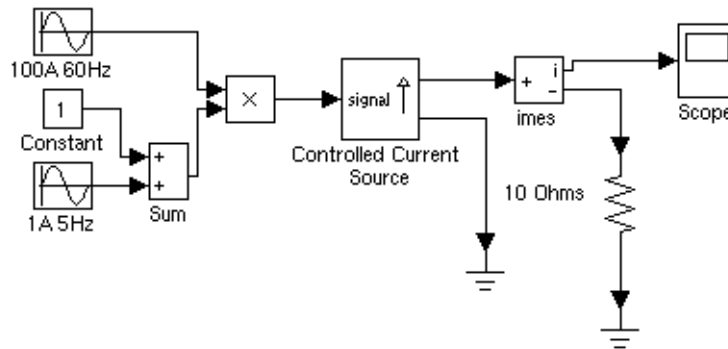 100A 60Hz
1
Constant
1A 5Hz
+
+
Sum
×
signal
Controlled Current
Source
+
i
−
imes
Scope
10 Ohms